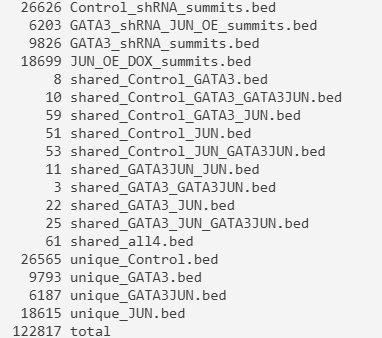 26626 Control_shRNA_summits.bed
6203 GATA3_shRNA_JUN_OE_summits.bed
9826 GATA3_shRNA_summits.bed
18699 JUN_OE_DOX_summits.bed
8 shared_Control_GATA3.bed
10 shared_Control_GATA3_GATA3JUN.bed
59 shared_Control_GATA3_JUN.bed
51 shared_Control_JUN.bed
53 shared_Control_JUN_GATA3JUN.bed
11 shared_GATA3JUN_JUN.bed
3 shared_GATA3_GATA3JUN.bed
22 shared_GATA3_JUN.bed
25 shared_GATA3_JUN_GATA3JUN.bed
61 shared_all4.bed
26565 unique_Control.bed
9793 unique_GATA3.bed
6187 unique_GATA3JUN.bed
18615 unique_JUN.bed
122817 total